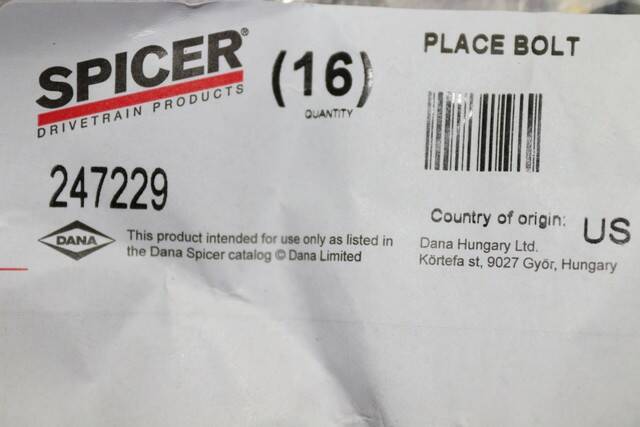 SPICER®
DRIVETRAIN PRODUCTS
(16)
QUANTITY
PLACE BOLT
247229
DANA
This product intended for use only as listed in
the Dana Spicer catalog © Dana Limited
Country of origin: US
Dana Hungary Ltd.
Körtefa st, 9027 Győr, Hungary